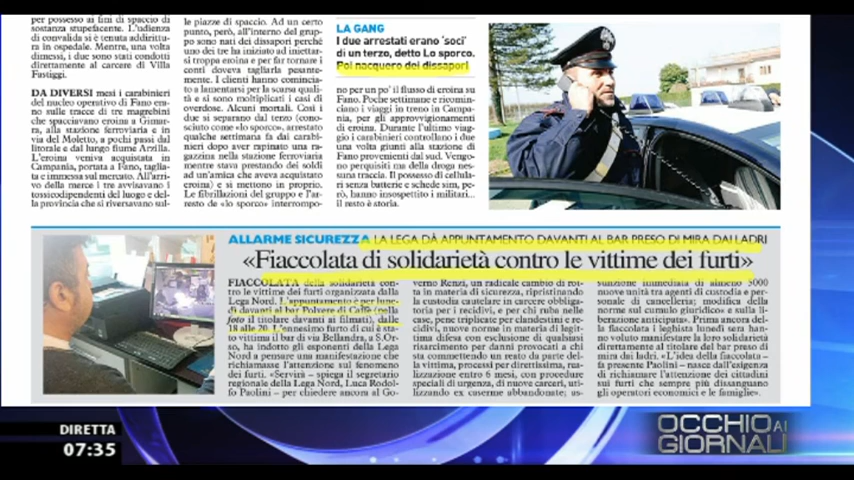 per possesso ai fini di spaccio di
sostanza stupefacente. L'udienza
di convalida si è tenuta addirittu-
ra in ospedale. Mentre, una volta
dimessi, i due sono stati condotti
direttamente al carcere di Villa
Fastiggi.
DA DIVERSI mesi i carabinieri
del nucleo operativo di Fano era-
no sulle tracce di tre magrebini
che spacciavano eroina a Gimar-
ra, alla stazione ferroviaria e in
via del Moletto, a pochi passi dal
litorale e dal lungo fiume Arzilla.
L'eroina veniva acquistata in
Campania, portata a Fano, taglia-
ta e immessa sul mercato. All'arri-
vo della merce i tre avvisavano i
tossicodipendenti del luogo e del-
la provincia che si riversavano sul-
le piazze di spaccio. Ad un certo
punto, però, all'interno del grup-
po sono nati dei dissapori perché
uno dei tre ha iniziato ad iniettar-
si troppa eroina e per far tornare i
conti doveva tagliarla pesante-
mente. I clienti hanno comincia-
to a lamentarsi per la scarsa quali-
tà e si sono moltiplicati i casi di
overdose. Alcuni mortali. Così i
due si separano dal terzo (cono-
sciuto come «lo sporco», arrestato
qualche settimana fa dai carabi-
nieri dopo aver rapinato una ra-
gazzina nella stazione ferroviaria
mentre stava prestando dei soldi
ad un'amica che aveva acquistato
eroina) e si mettono in proprio.
Le fibrillazioni del gruppo e l'ar-
resto de «lo sporco» interrompo-
LA GANG
I due arrestati erano 'soci'
di un terzo, detto Lo sporco.
Poi nacquero dei dissapori
no per un po' il flusso di eroina su
Fano. Poche settimane e ricomin-
ciano i viaggi in treno in Campa-
nia, per gli approvvigionamenti
di eroina. Durante l'ultimo viag-
gio i carabinieri controllano i due
una volta giunti alla stazione di
Fano provenienti dal sud. Vengo-
no perquisiti ma della droga nes-
suna traccia. Il possesso di cellula-
ri senza batterie e schede sim, pe-
rò, hanno insospettito i militari...
il resto è storia.
ALLARME SICUREZZA LA LEGA DÀ APPUNTAMENTO DAVANTI AL BAR PRESO DI MIRA DAI LADRI
«Fiaccolata di solidarietà contro le vittime dei furti»
FIACCOLATA della solidarietà con-
tro le vittime dei furti organizzata dalla
Lega Nord. L'appuntamento è per lune-
dì davanti al bar Polvere di Caffè (nella
foto il titolare davanti ai filmati), dalle
18 alle 20. L'ennesimo furto di cui è sta-
to vittima il bar di via Bellandra, a S.Or-
so, ha indotto gli esponenti della Lega
Nord a pensare una manifestazione che
richiamasse l'attenzione sul fenomeno
dei furti. «Servirà – spiega il segretario
regionale della Lega Nord, Luca Rodol-
fo Paolini – per chiedere ancora al Go-
verno Renzi, un radicale cambio di rot-
ta in materia di sicurezza, ripristinando
la custodia cautelare in carcere obbliga-
toria per i recidivi, e per chi ruba nelle
case, pene triplicate per clandestini e re-
cidivi, nuove norme in materia di legit-
tima difesa con esclusione di qualsiasi
risarcimento per danni provocati a chi
sta commettendo un reato da parte del-
la vittima, processi per direttissima, rea-
lizzazione entro 6 mesi, con procedure
speciali di urgenza, di nuove carceri, uti-
lizzando ex caserme abbandonate; as-
sunzione immediata di almeno 5000
nuove unità tra agenti di custodia e per-
sonale di cancelleria; modifica della
norme sul cumulo giuridico» e sulla li-
berazione anticipata». Prima ancora del-
la fiaccolata i leghisti lunedì sera han-
no voluto manifestare la loro solidarietà
direttamente al titolare del bar preso di
mira dai ladri. «L'idea della fiaccolata –
fa presente Paolini – nasce dall'esigenza
di richiamare l'attenzione dei cittadini
sui furti che sempre più dissanguano
gli operatori economici e le famiglie».
DIRETTA
07:35
OCCHIO AI
GIORNALI